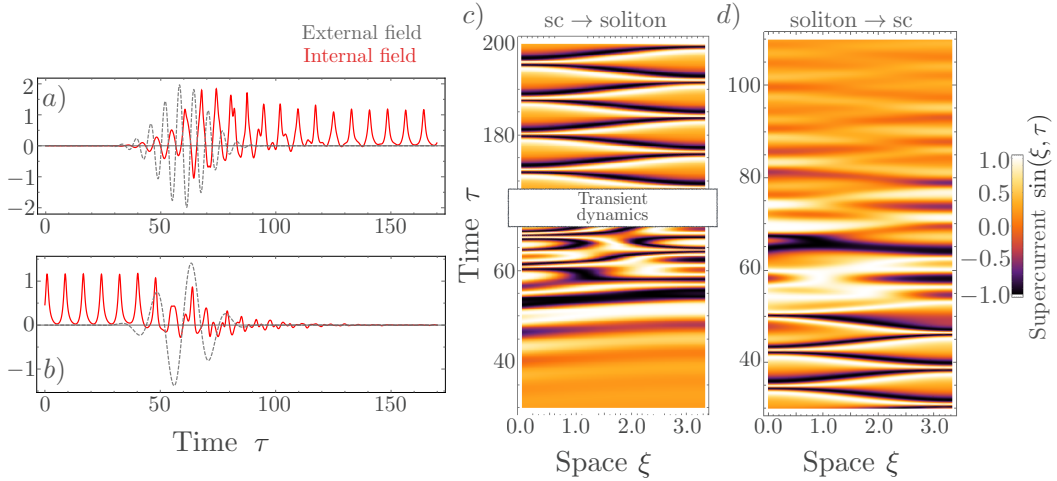 External field
Internal field
a)
2
1
0
−1
−2
0
50
100
150
b)
1
0
−1
0
50
100
150
Time τ
c)
sc → soliton
200
180
60
40
Transient
dynamics
Time τ
0.0
1.0
2.0
3.0
Space ξ
d)
soliton → sc
100
80
60
40
0.0
1.0
2.0
3.0
Space ξ
1.0
0.5
0.0
−0.5
−1.0
Supercurrent sin(ξ, τ)